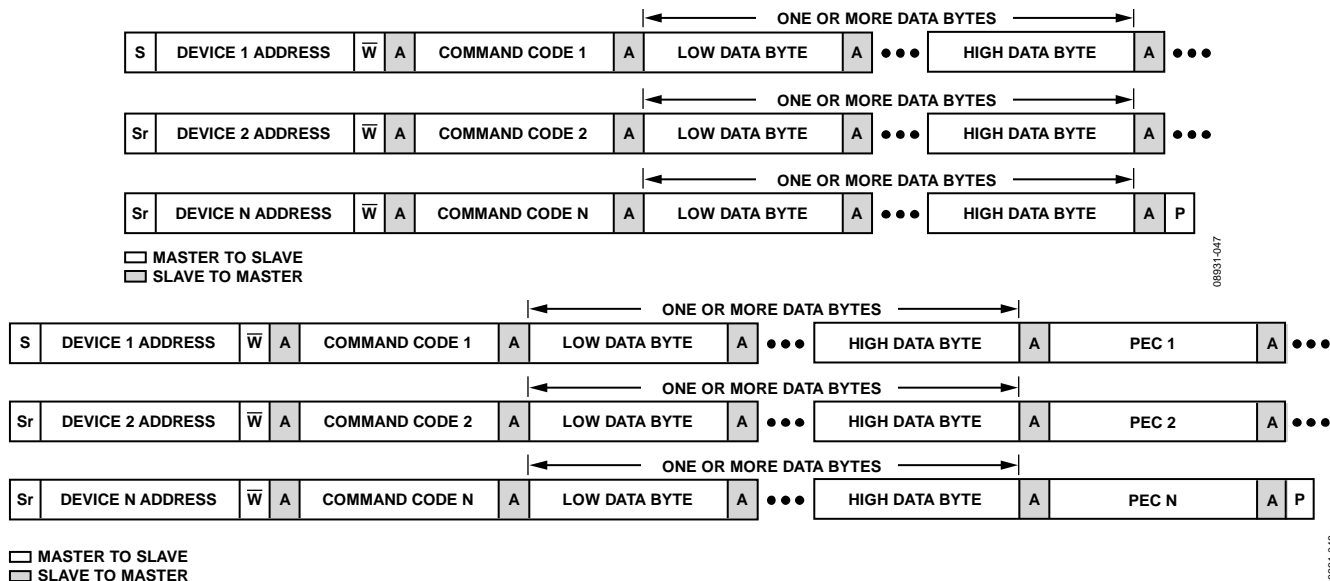 ONE OR MORE DATA BYTES
S DEVICE 1 ADDRESS W̅ A COMMAND CODE 1 A LOW DATA BYTE A ••• HIGH DATA BYTE A •••
ONE OR MORE DATA BYTES
Sr DEVICE 2 ADDRESS W̅ A COMMAND CODE 2 A LOW DATA BYTE A ••• HIGH DATA BYTE A •••
ONE OR MORE DATA BYTES
Sr DEVICE N ADDRESS W̅ A COMMAND CODE N A LOW DATA BYTE A ••• HIGH DATA BYTE A P
MASTER TO SLAVE
SLAVE TO MASTER
08931-047
ONE OR MORE DATA BYTES
S DEVICE 1 ADDRESS W̅ A COMMAND CODE 1 A LOW DATA BYTE A ••• HIGH DATA BYTE A PEC 1 A •••
ONE OR MORE DATA BYTES
Sr DEVICE 2 ADDRESS W̅ A COMMAND CODE 2 A LOW DATA BYTE A ••• HIGH DATA BYTE A PEC 2 A •••
ONE OR MORE DATA BYTES
Sr DEVICE N ADDRESS W̅ A COMMAND CODE N A LOW DATA BYTE A ••• HIGH DATA BYTE A PEC N A P
MASTER TO SLAVE
SLAVE TO MASTER